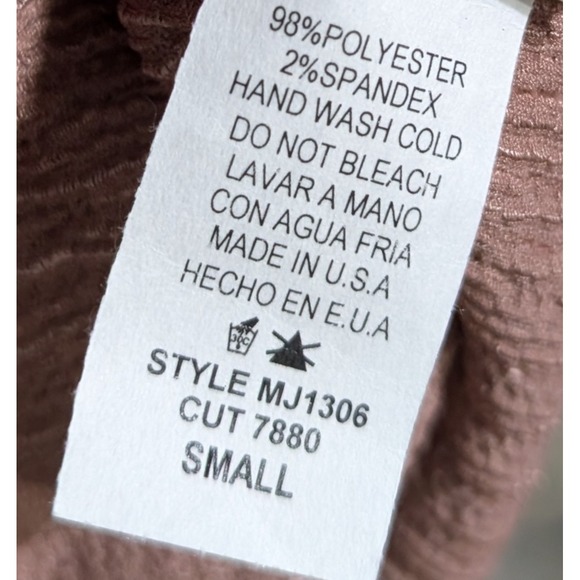 98%POLYESTER
2%SPANDEX
HAND WASH COLD
DO NOT BLEACH
LAVAR A MANO
CON AGUA FRIA
MADE IN U.S.A
HECHO EN E.U.A
30C
STYLE MJ1306
CUT 7880
SMALL